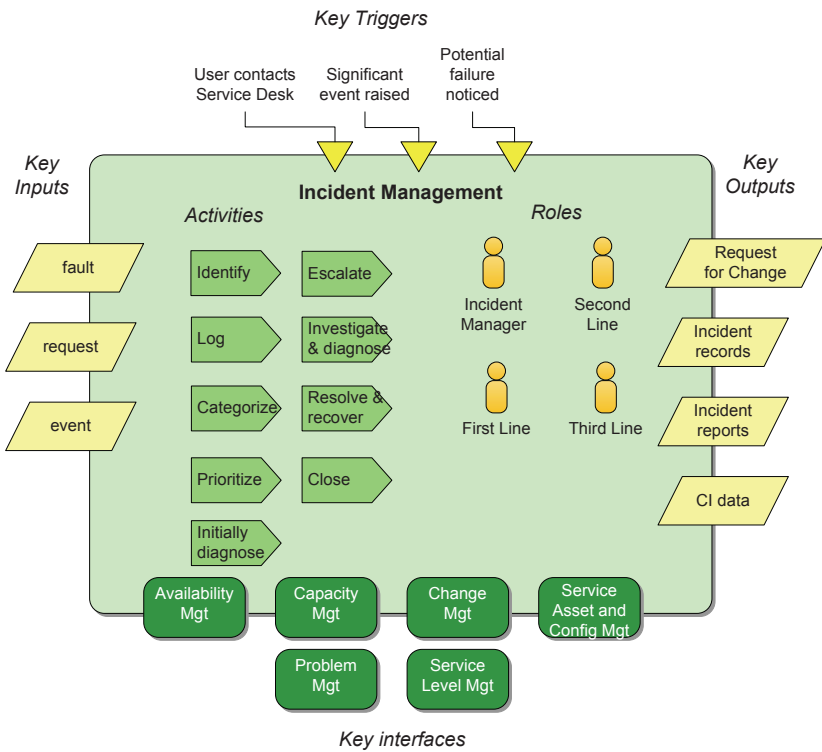 Key Triggers
User contacts
Service Desk
Significant
event raised
Potential
failure
noticed
Key
Inputs
Key
Outputs
Incident Management
Activities
Roles
fault
request
event
Identify
Log
Categorize
Prioritize
Initially
diagnose
Escalate
Investigate
& diagnose
Resolve &
recover
Close
Incident
Manager
Second
Line
First Line
Third Line
Request
for Change
Incident
records
Incident
reports
CI data
Availability
Mgt
Capacity
Mgt
Change
Mgt
Service
Asset and
Config Mgt
Problem
Mgt
Service
Level Mgt
Key interfaces